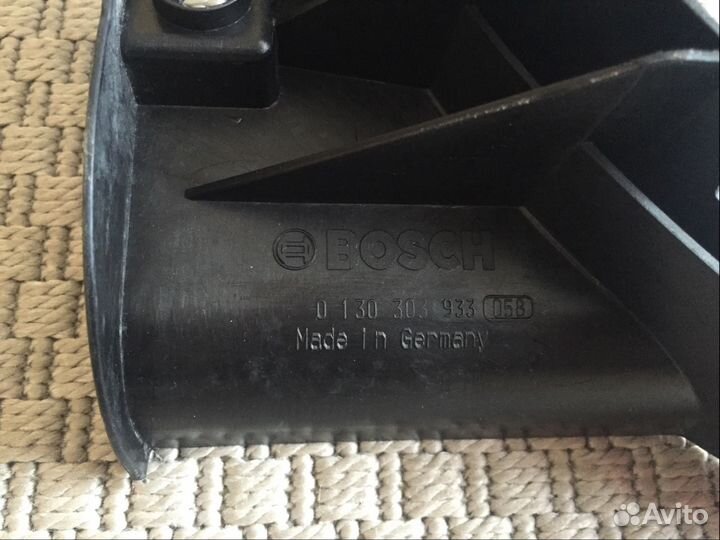 BOSCH
0 130 303 933 05B
Made in Germany
Avito